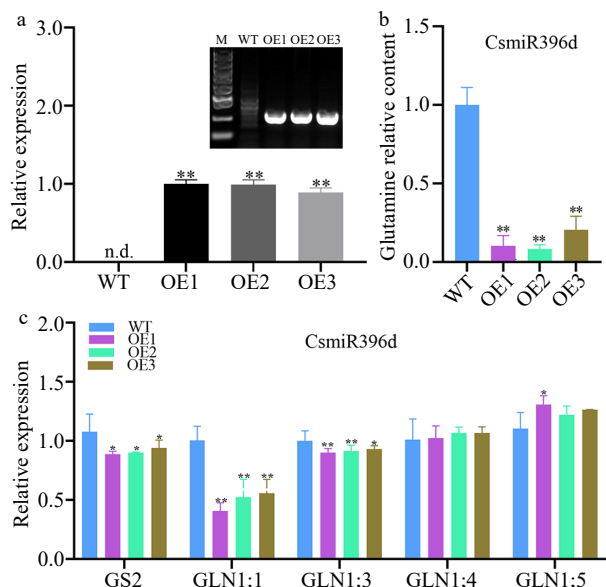 a
Relative expression
3.0
2.0
1.0
0.0
M WT OE1 OE2 OE3
** ** **
n.d.
WT OE1 OE2 OE3
b
CsmiR396d
Glutamine relative content
1.5
1.0
0.5
0.0
** ** **
WT OE1 OE2 OE3
c
CsmiR396d
WT
OE1
OE2
OE3
Relative expression
2.0
1.5
1.0
0.5
0.0
* * * ** ** ** ** ** * *
GS2 GLN1:1 GLN1:3 GLN1:4 GLN1:5